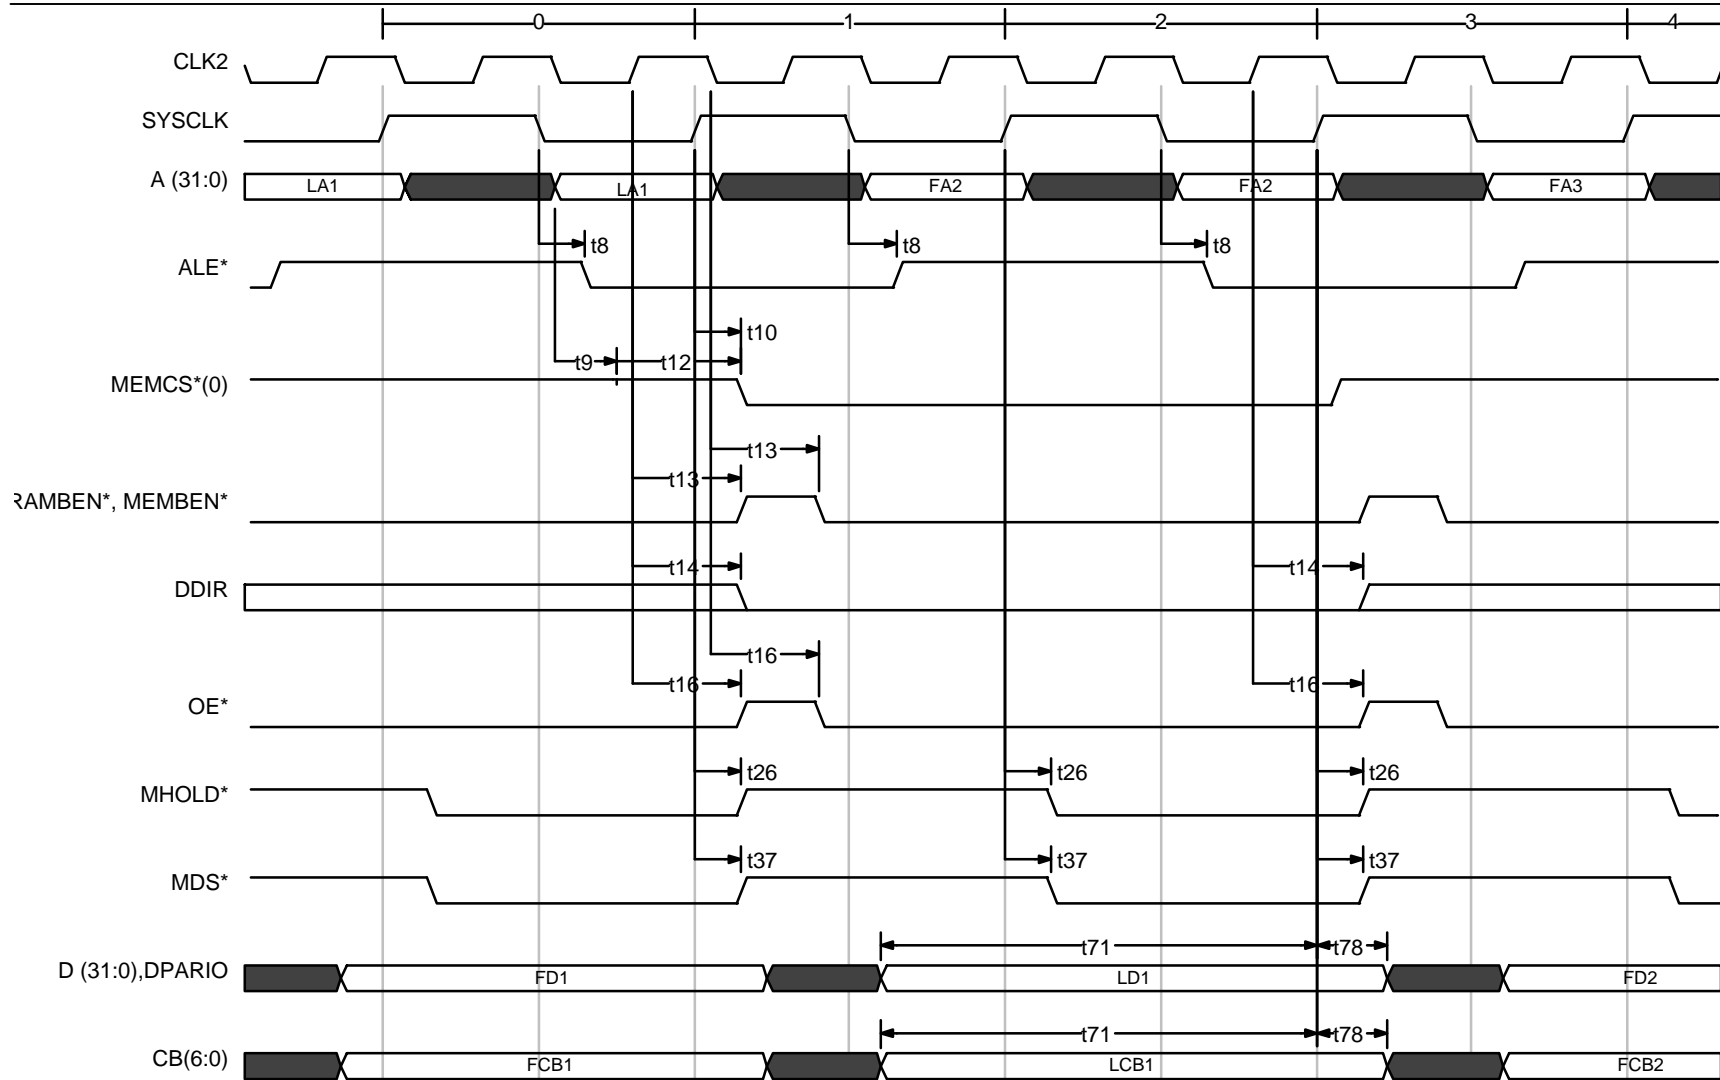 0 1 2 3 4
CLK2
SYSCLK
A (31:0) LA1 LA1 FA2 FA2 FA3
t8 t8 t8
ALE*
t10
t9 t12
MEMCS*(0)
t13
t13
RAMBEN*, MEMBEN*
t14 t14
DDIR
t16
t16 t16
OE*
t26 t26 t26
MHOLD*
t37 t37 t37
MDS*
t71 t78
D (31:0),DPARIO FD1 LD1 FD2
t71 t78
CB(6:0) FCB1 LCB1 FCB2